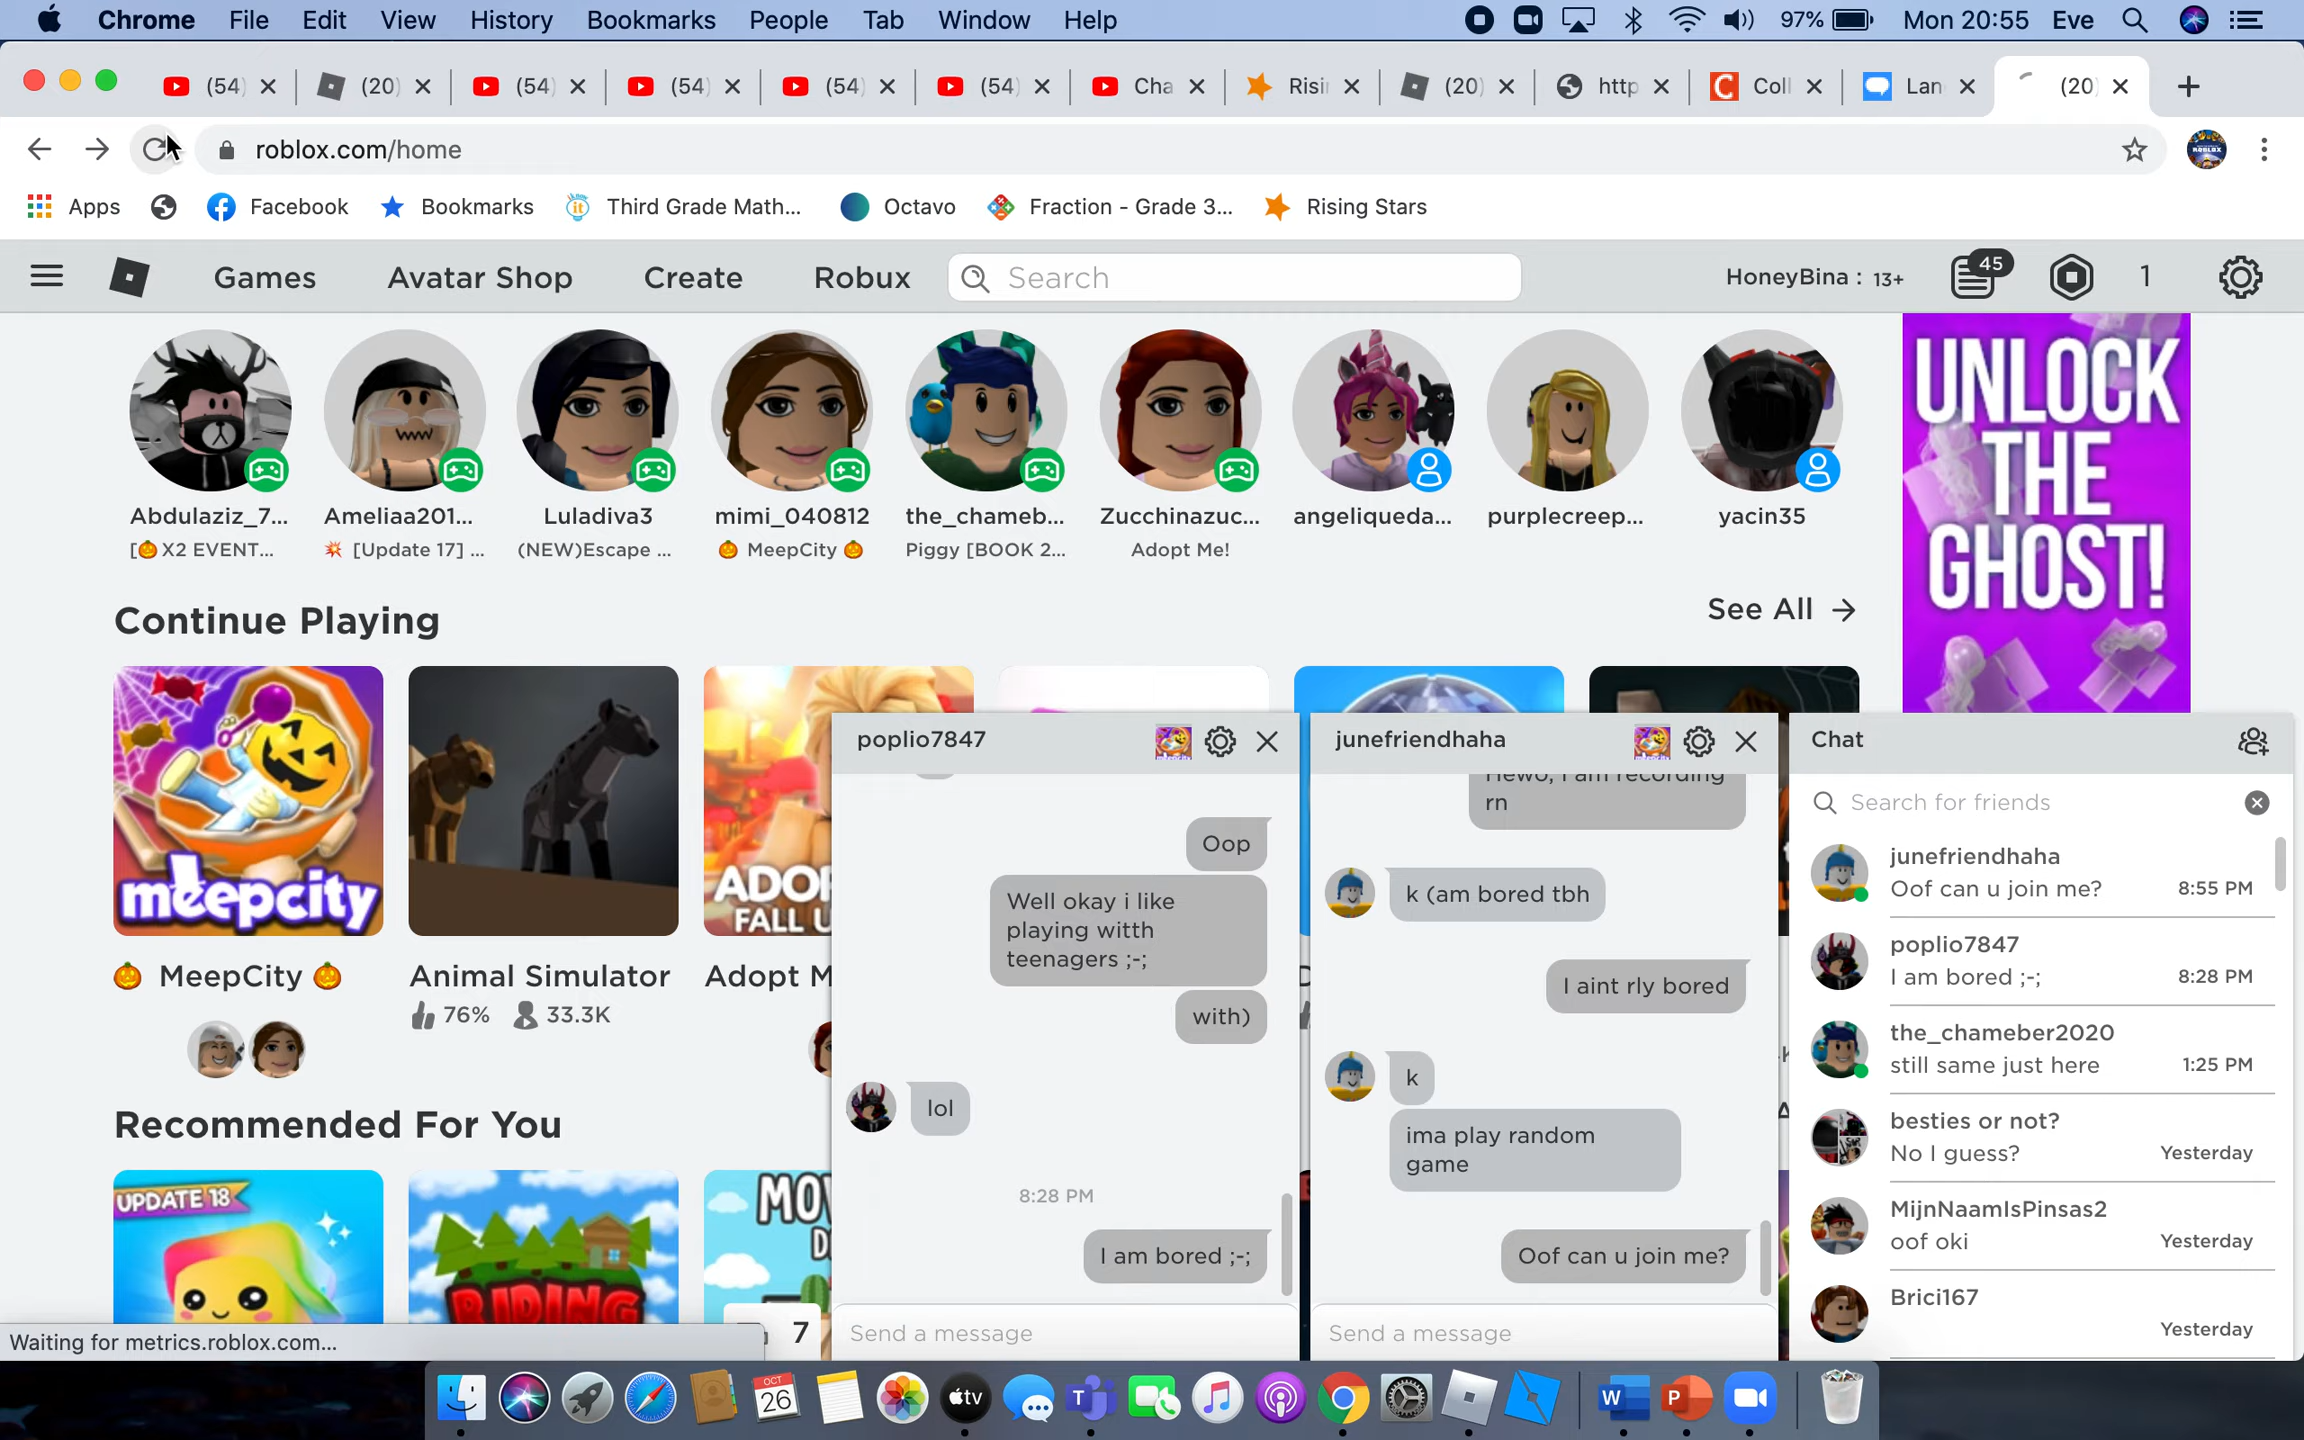 Chrome File Edit View History Bookmarks People Tab Window Help 97% Mon 20:55 Eve
(54) (20) (54) (54) (54) (54) Cha Risi (20) http Coll Lan (20)
roblox.com/home
Apps Facebook Bookmarks Third Grade Math... Octavo Fraction - Grade 3... Rising Stars
Games Avatar Shop Create Robux Search HoneyBina : 13+ 45 1
Abdulaziz_7... Ameliaa201... Luladiva3 mimi_040812 the_chameb... Zucchinazuc... angeliqueda... purplecreep... yacin35
[🎃X2 EVENT... 💥 [Update 17] ... (NEW)Escape ... 🎃 MeepCity 🎃 Piggy [BOOK 2... Adopt Me!
UNLOCK
THE
GHOST!
Continue Playing
See All →
meepcity
ADOP
FALL U
🎃 MeepCity 🎃
Animal Simulator
76% 33.3K
Adopt M
Recommended For You
UPDATE 18
RIDING
MOV
D
7
Waiting for metrics.roblox.com...
poplio7847
Oop
Well okay i like
playing witth
teenagers ;-;
with)
lol
8:28 PM
I am bored ;-;
Send a message
junefriendhaha
Hewo, I am recording
rn
k (am bored tbh
I aint rly bored
k
ima play random
game
Oof can u join me?
Send a message
Chat
Search for friends
junefriendhaha
Oof can u join me? 8:55 PM
poplio7847
I am bored ;-; 8:28 PM
the_chameber2020
still same just here 1:25 PM
besties or not?
No I guess? Yesterday
MijnNaamIsPinsas2
oof oki Yesterday
Brici167
Yesterday
OCT
26
tv
T
W
P